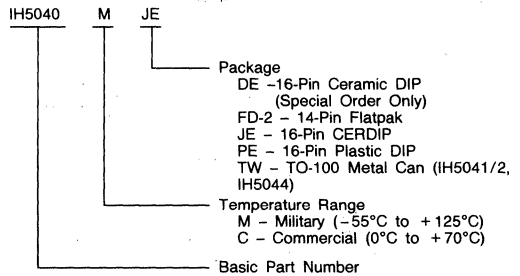 IH5040 M JE
Package
DE –16-Pin Ceramic DIP
(Special Order Only)
FD-2 – 14-Pin Flatpak
JE – 16-Pin CERDIP
PE – 16-Pin Plastic DIP
TW – TO-100 Metal Can (IH5041/2,
IH5044)
Temperature Range
M – Military (–55°C to +125°C)
C – Commercial (0°C to +70°C)
Basic Part Number